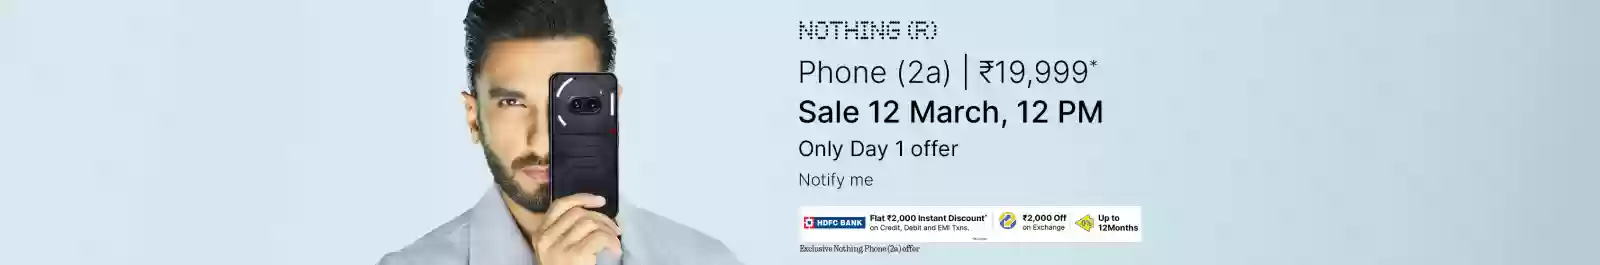 NOTHING (R)
Phone (2a) | ₹19,999*
Sale 12 March, 12 PM
Only Day 1 offer
Notify me
HDFC BANK Flat ₹2,000 Instant Discount* ₹2,000 Off Up to
on Credit, Debit and EMI Txns. on Exchange 0% 12Months
Exclusive Nothing Phone (2a) offer